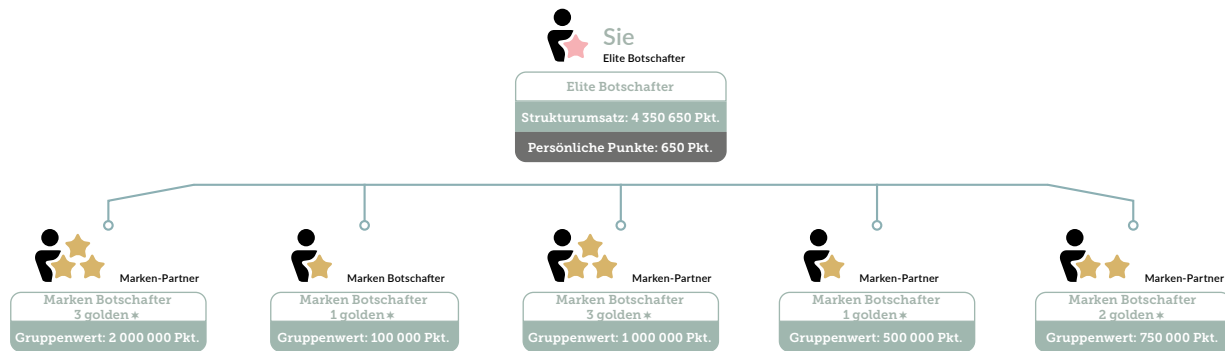 Sie
Elite Botschafter
Elite Botschafter
Strukturumsatz: 4 350 650 Pkt.
Persönliche Punkte: 650 Pkt.
Marken-Partner
Marken Botschafter
3 golden✶
Gruppenwert: 2 000 000 Pkt.
Marken Botschafter
Marken Botschafter
1 golden✶
Gruppenwert: 100 000 Pkt.
Marken-Partner
Marken Botschafter
3 golden✶
Gruppenwert: 1 000 000 Pkt.
Marken-Partner
Marken Botschafter
1 golden✶
Gruppenwert: 500 000 Pkt.
Marken-Partner
Marken Botschafter
2 golden✶
Gruppenwert: 750 000 Pkt.